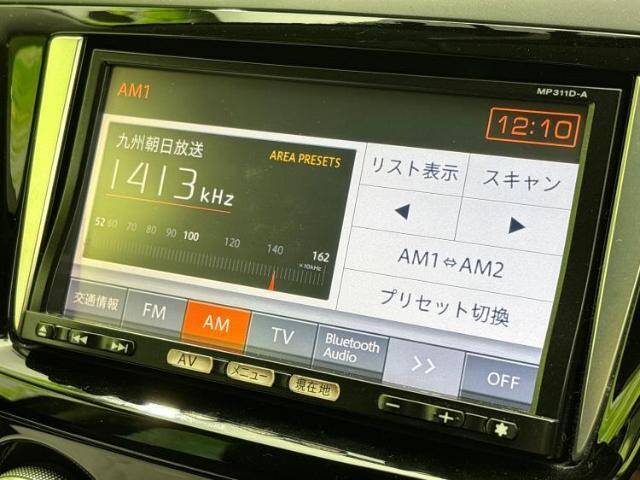 MP311D-A
AM1
12:10
九州朝日放送
AREA PRESETS
1413kHz
52 60 70 80 90 100 120 140 162
×10kHz
リスト表示
スキャン
◀
▶
AM1⇔AM2
プリセット切換
交通情報
FM
AM
TV
Bluetooth
Audio
>>
OFF
AV
メニュー
現在地
− +